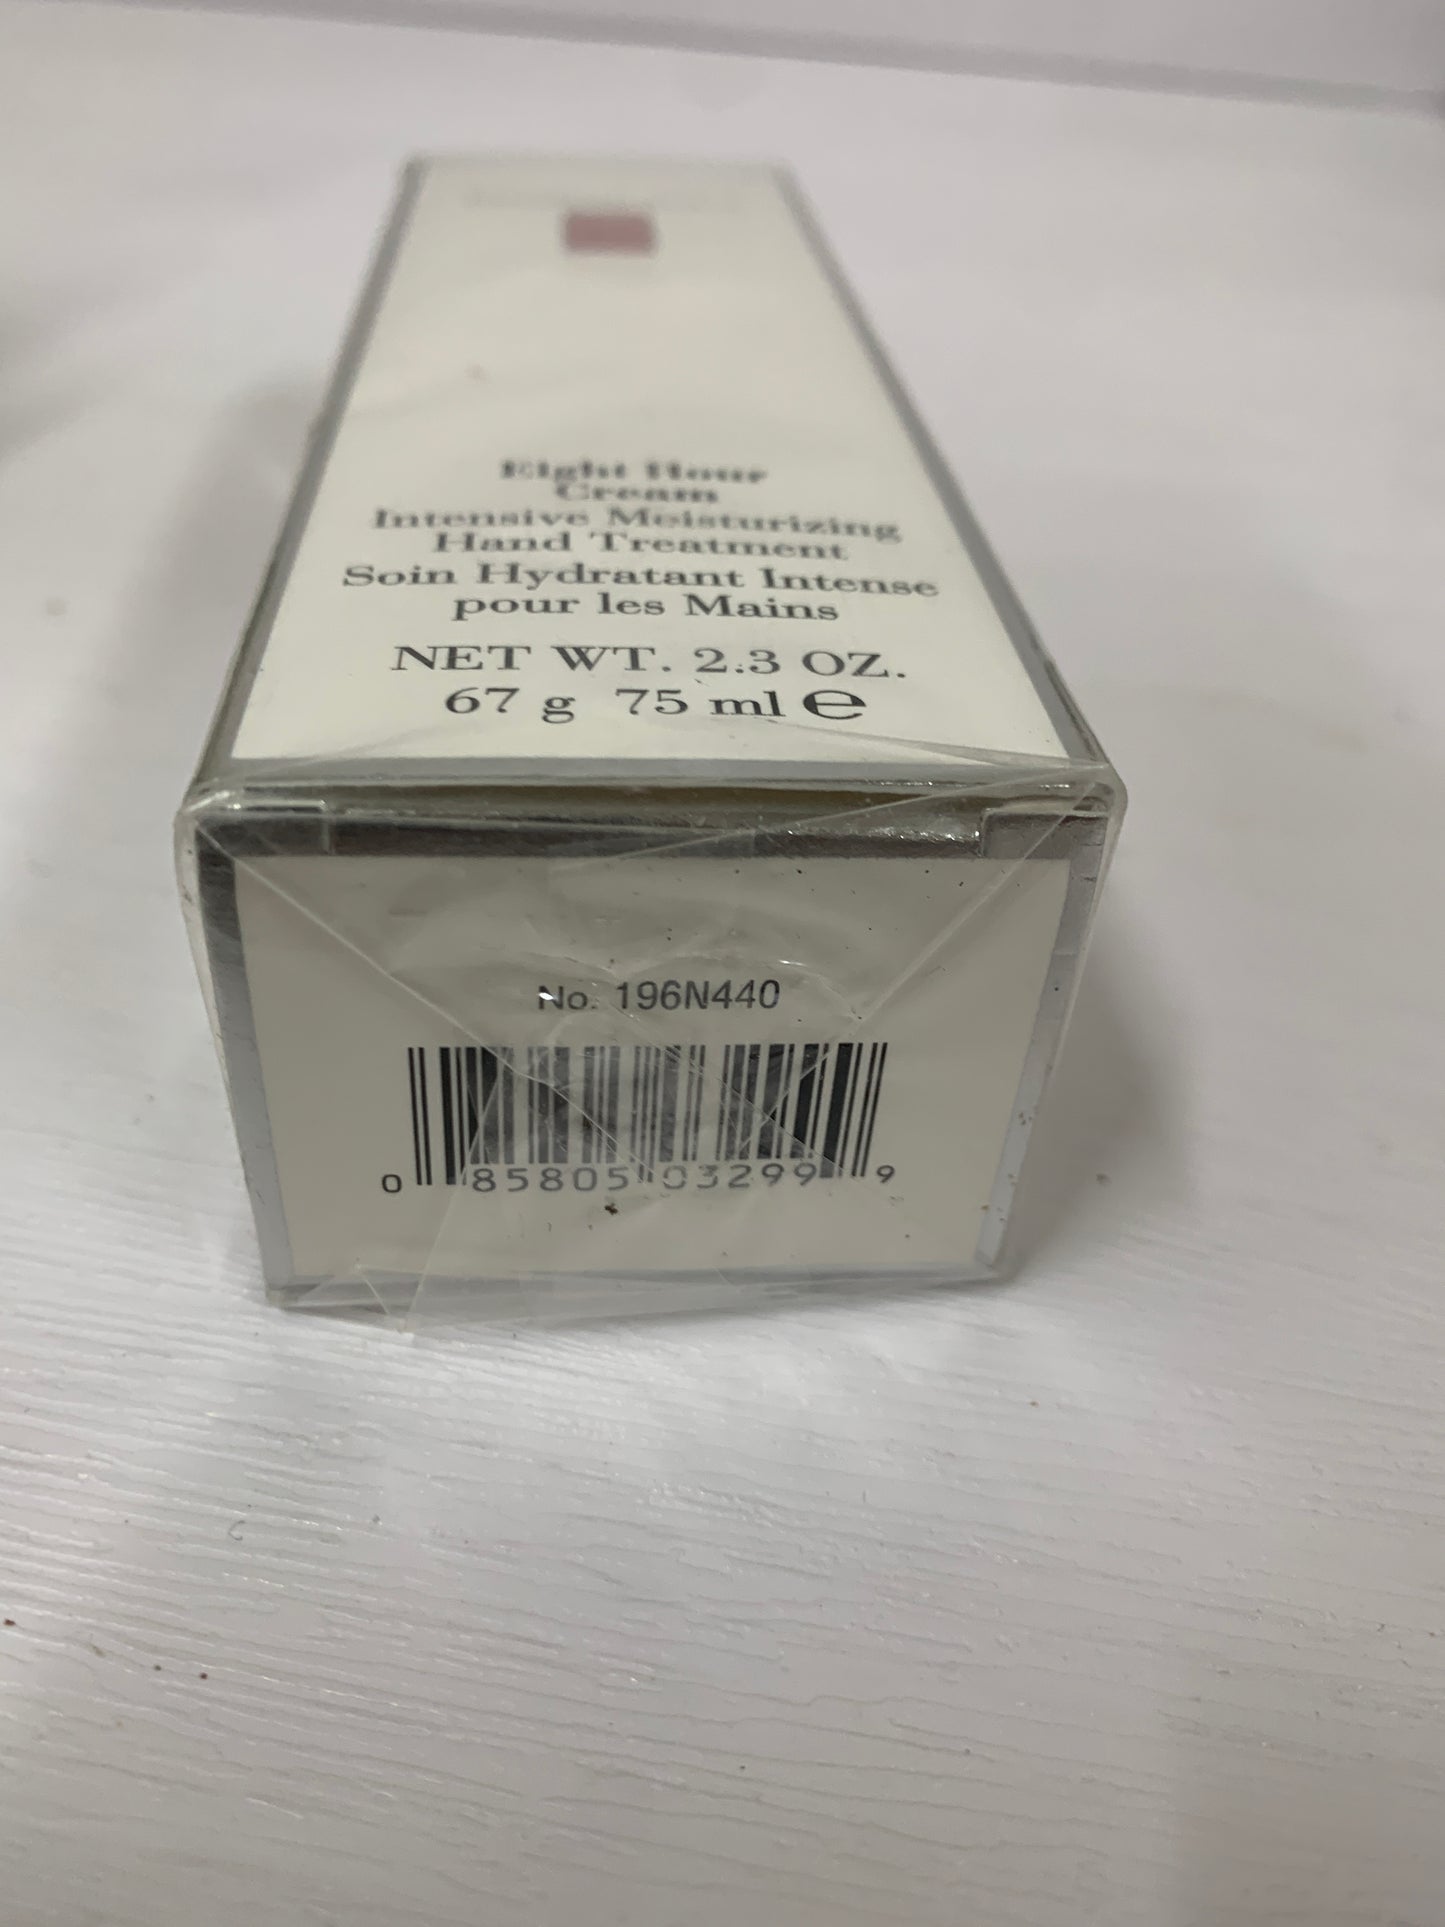 Eight Hour
Cream
Intensive Moisturizing
Hand Treatment
Soin Hydratant Intense
pour les Mains
NET WT. 2.3 OZ.
67 g 75 ml e
No. 196N440
0 85805 03299 9